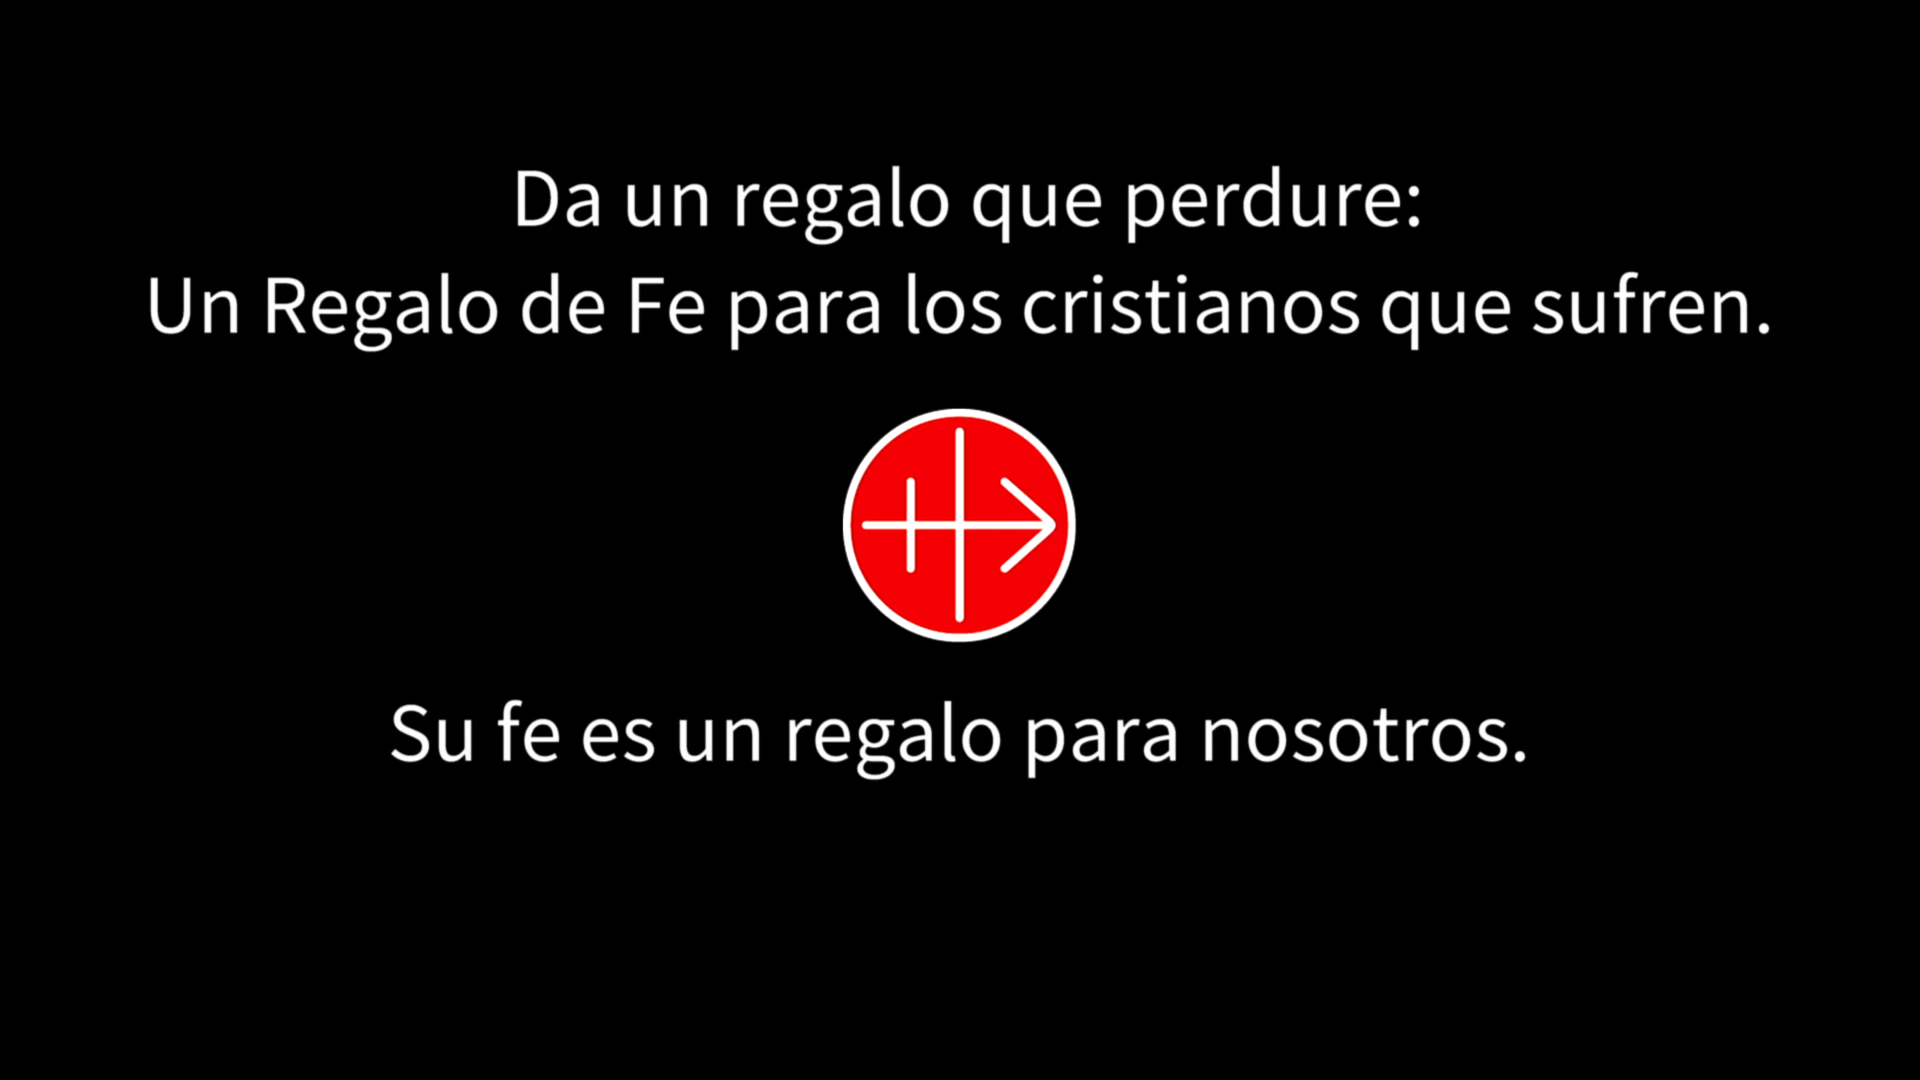 Da un regalo que perdure:
Un Regalo de Fe para los cristianos que sufren.
Su fe es un regalo para nosotros.